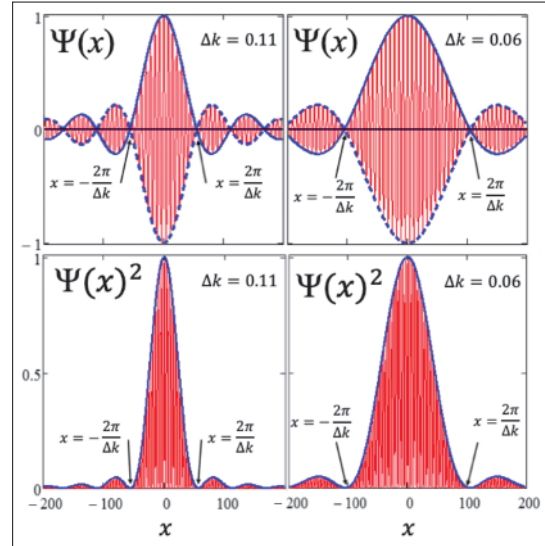 1
Ψ(x) Δk = 0.11
Ψ(x) Δk = 0.06
0
x = −2π/Δk
x = 2π/Δk
x = −2π/Δk
x = 2π/Δk
−1
1
Ψ(x)² Δk = 0.11
Ψ(x)² Δk = 0.06
0.5
x = −2π/Δk
x = 2π/Δk
x = −2π/Δk
x = 2π/Δk
0
−200 −100 0 100 −200 −100 0 100 200
x
x